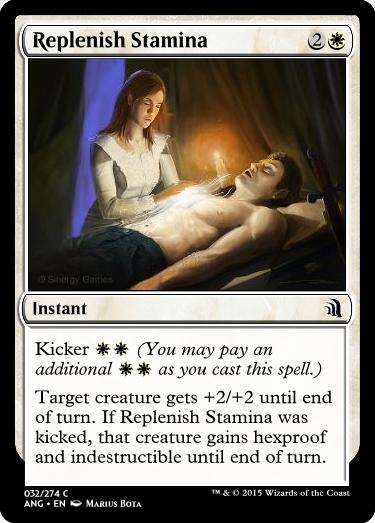 Replenish Stamina 2
© Sinergy Games
Instant
Kicker (You may pay an
additional as you cast this spell.)
Target creature gets +2/+2 until end
of turn. If Replenish Stamina was
kicked, that creature gains hexproof
and indestructible until end of turn.
032/274 C
ANG • EN Marius Bota
™ & © 2015 Wizards of the Coast